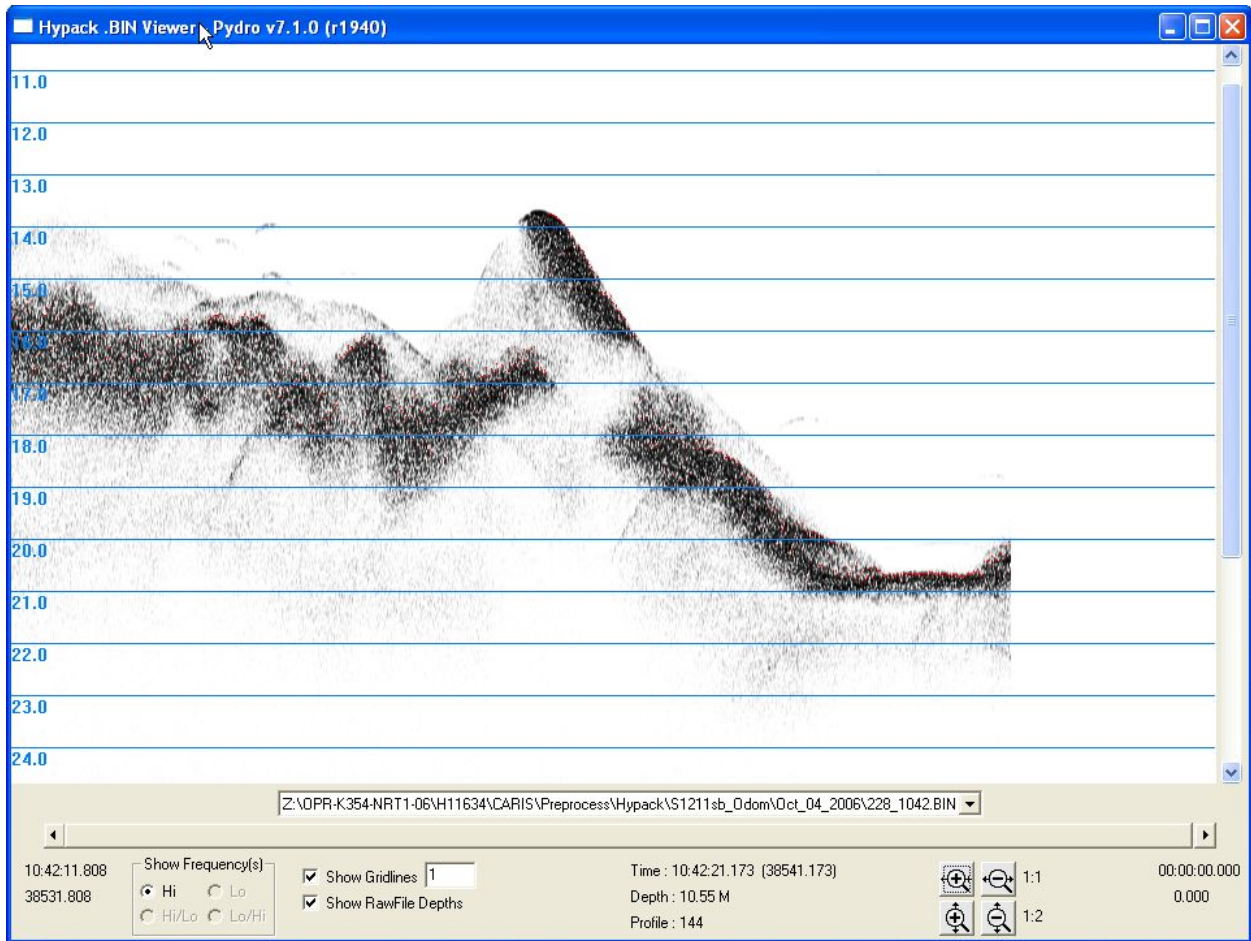 Hypack .BIN Viewer - Pydro v7.1.0 (r1940)
11.0
12.0
13.0
14.0
15.0
16.0
17.0
18.0
19.0
20.0
21.0
22.0
23.0
24.0
Z:\OPR-K354-NRT1-06\H11634\CARIS\Preprocess\Hypack\S1211sb_Odom\Oct_04_2006\228_1042.BIN
10:42:11.808
38531.808
Show Frequency(s)
Hi Lo
Hi/Lo Lo/Hi
Show Gridlines 1
Show RawFile Depths
Time : 10:42:21.173 (38541.173)
Depth : 10.55 M
Profile : 144
1:1
1:2
00:00:00.000
0.000